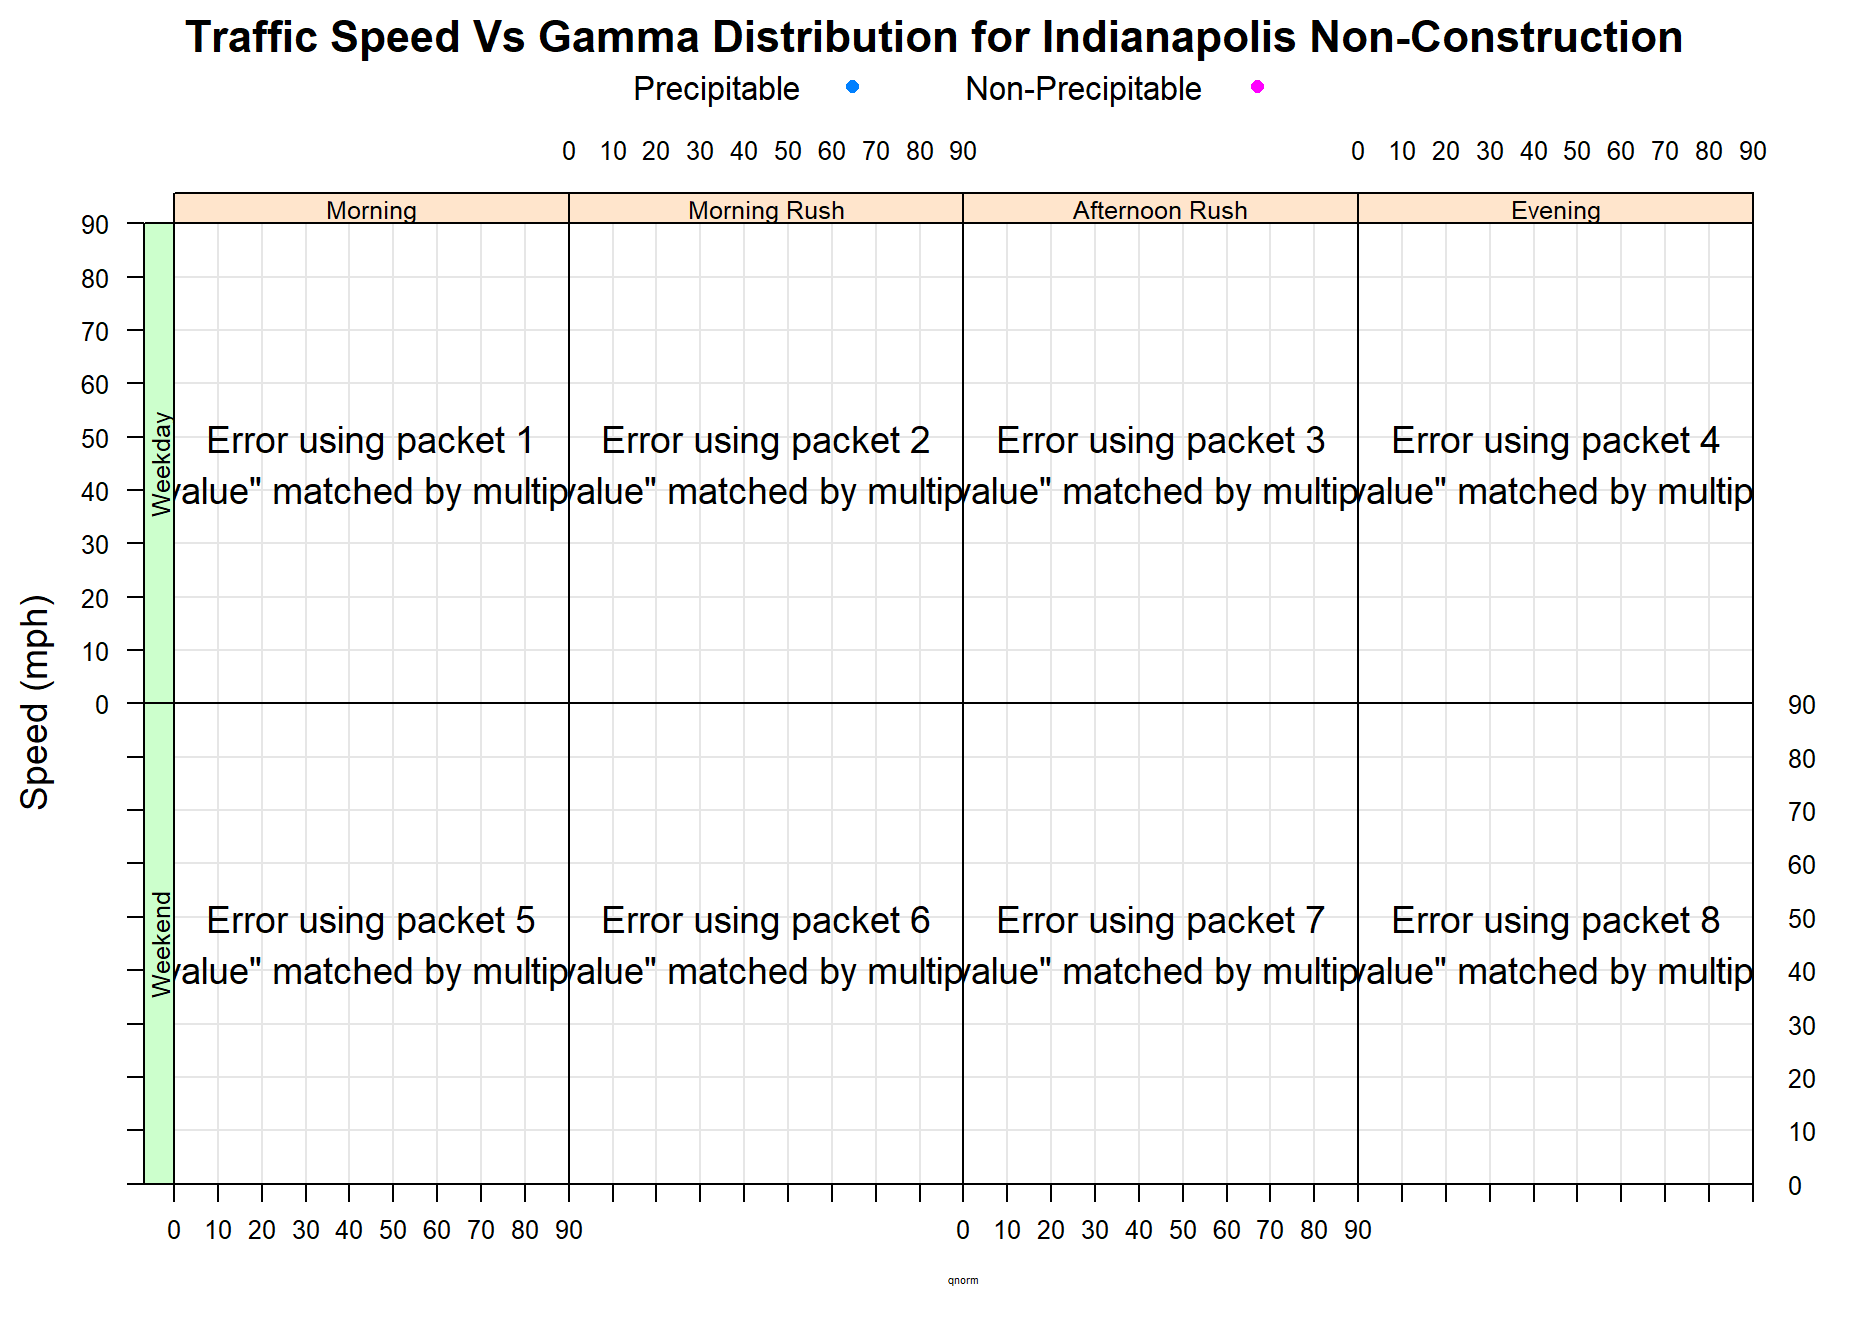 Traffic Speed Vs Gamma Distribution for Indianapolis Non-Construction
Precipitable Non-Precipitable
0 10 20 30 40 50 60 70 80 90 0 10 20 30 40 50 60 70 80 90
Morning Morning Rush Afternoon Rush Evening
90
80
70
60
50
40
30
20
10
0
Speed (mph)
Weekday
Error using packet 1 Error using packet 2 Error using packet 3 Error using packet 4
value" matched by multip value" matched by multip value" matched by multip value" matched by multip
Weekend
Error using packet 5 Error using packet 6 Error using packet 7 Error using packet 8
value" matched by multip value" matched by multip value" matched by multip value" matched by multip
90
80
70
60
50
40
30
20
10
0
0 10 20 30 40 50 60 70 80 90 0 10 20 30 40 50 60 70 80 90
qnorm